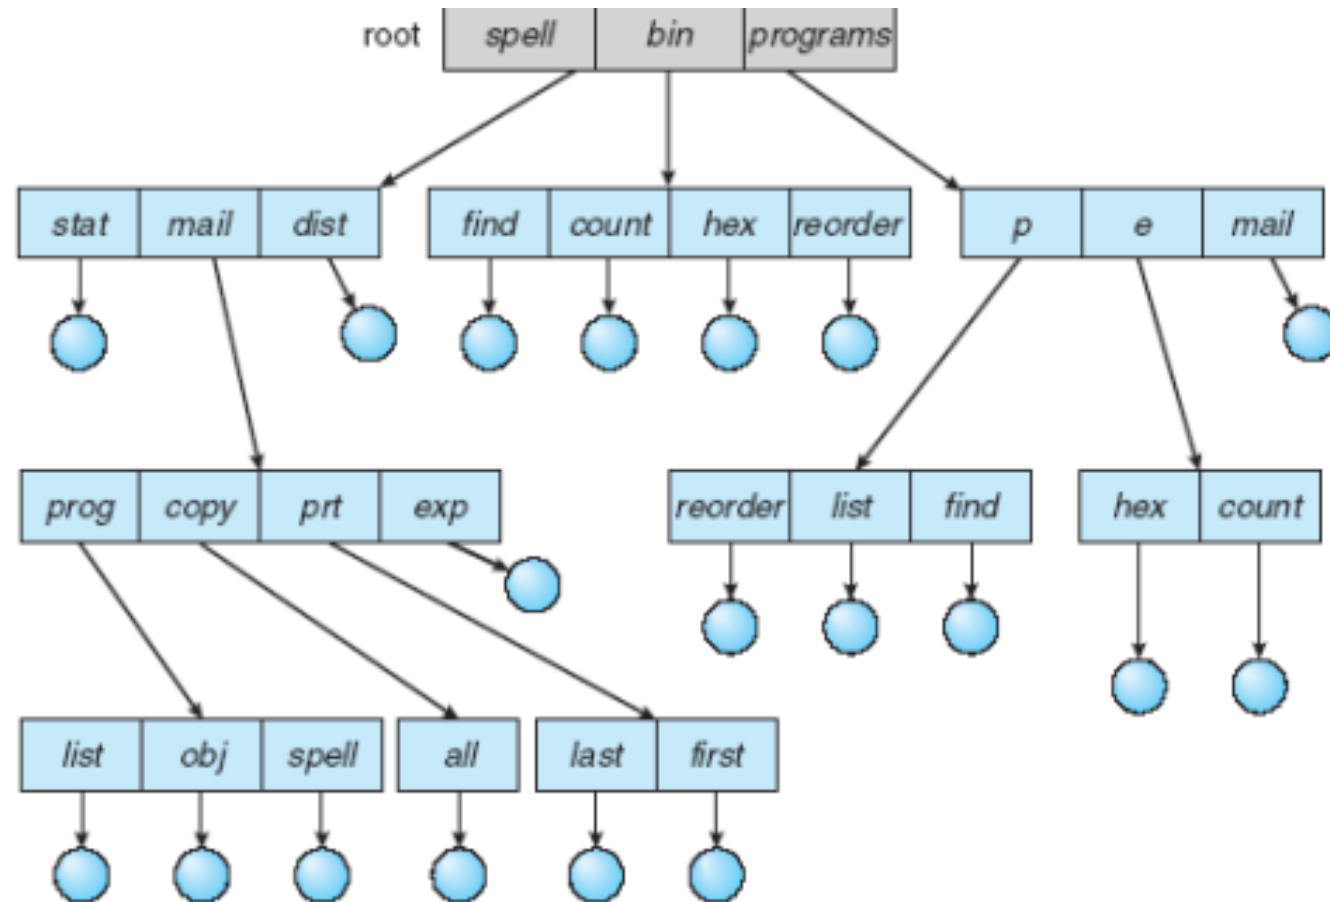 root spell bin programs
stat mail dist find count hex reorder p e mail
prog copy prt exp reorder list find hex count
list obj spell all last first